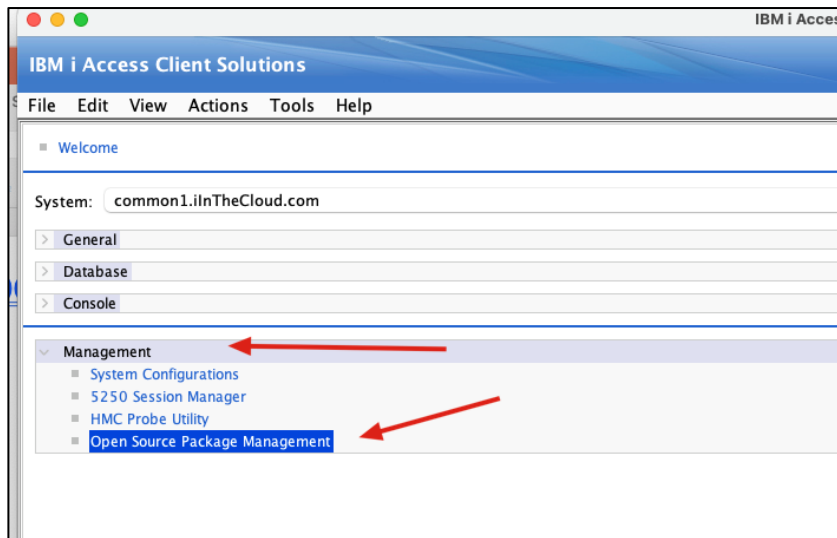 IBM i Acces
IBM i Access Client Solutions
File Edit View Actions Tools Help
Welcome
System: common1.iInTheCloud.com
General
Database
Console
Management
System Configurations
5250 Session Manager
HMC Probe Utility
Open Source Package Management